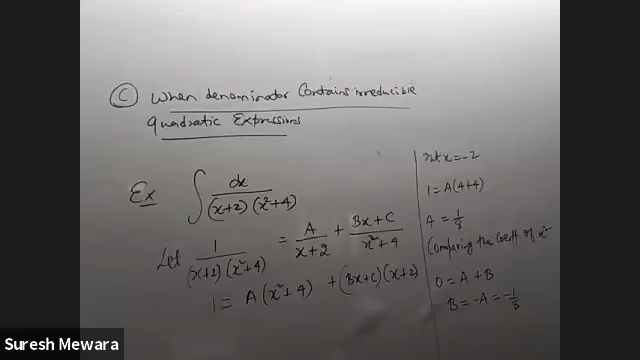 (C) When denominator Contains irreducible
quadratic Expressions
Ex ∫ dx / (x+2)(x²+4)
Let 1 / (x+2)(x²+4) = A / x+2 + Bx+C / x²+4
1 = A(x²+4) + (Bx+C)(x+2)
x = -2
1 = A(4+4)
A = 1/8
Comparing the Coeff of x²
0 = A + B
B = -A = -1/8
Suresh Mewara